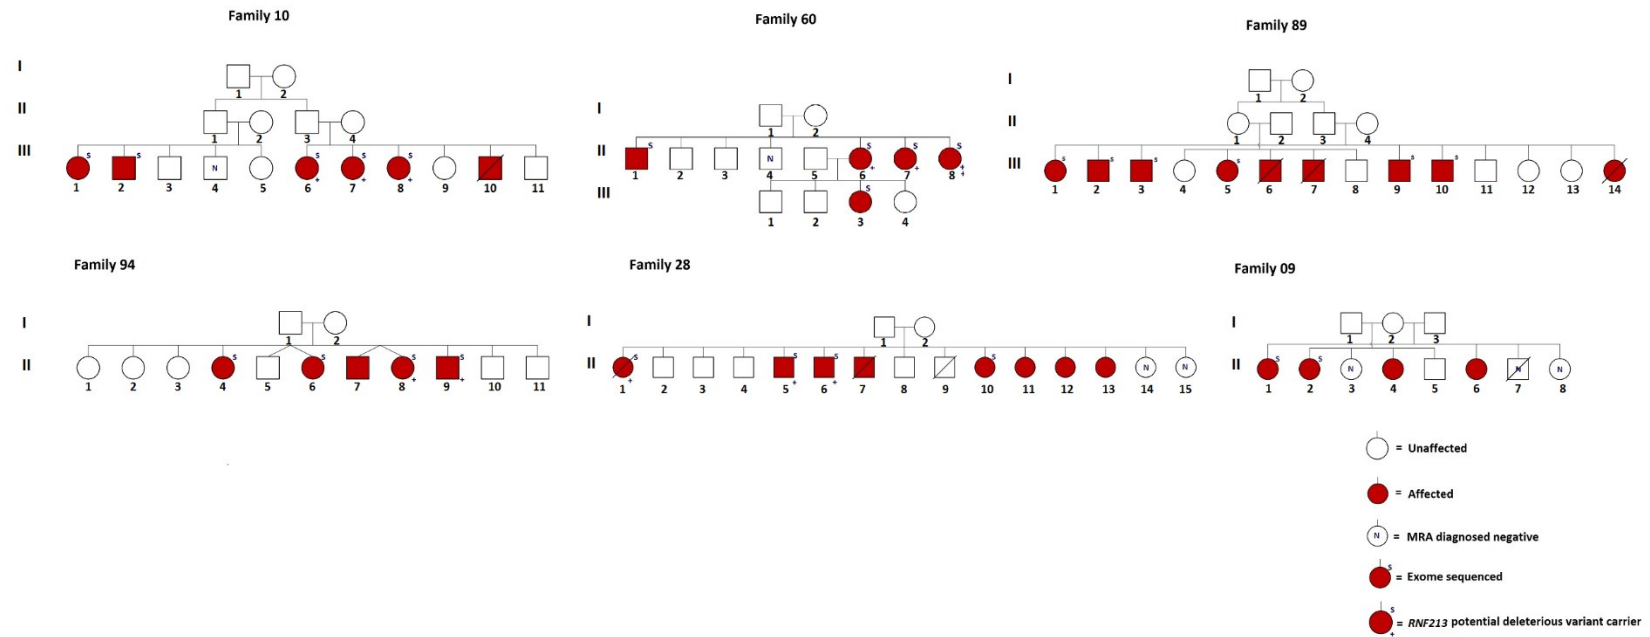 Family 10
I
1 2
II
1 2 3 4
III
S S S S S
N
+ + +
1 2 3 4 5 6 7 8 9 10 11
Family 60
I
1 2
II
S S S S
N
+ + +
1 2 3 4 5 6 7 8
III
S
1 2 3 4
Family 89
I
1 2
II
1 2 3 4
III
s s s s s s
1 2 3 4 5 6 7 8 9 10 11 12 13 14
Family 94
I
1 2
II
S S S S
+ +
1 2 3 4 5 6 7 8 9 10 11
Family 28
I
1 2
II
S S S S
N N
+ + +
1 2 3 4 5 6 7 8 9 10 11 12 13 14 15
Family 09
I
1 2 3
II
S S
N N N
1 2 3 4 5 6 7 8
= Unaffected
= Affected
N = MRA diagnosed negative
S
= Exome sequenced
S
= RNF213 potential deleterious variant carrier
+